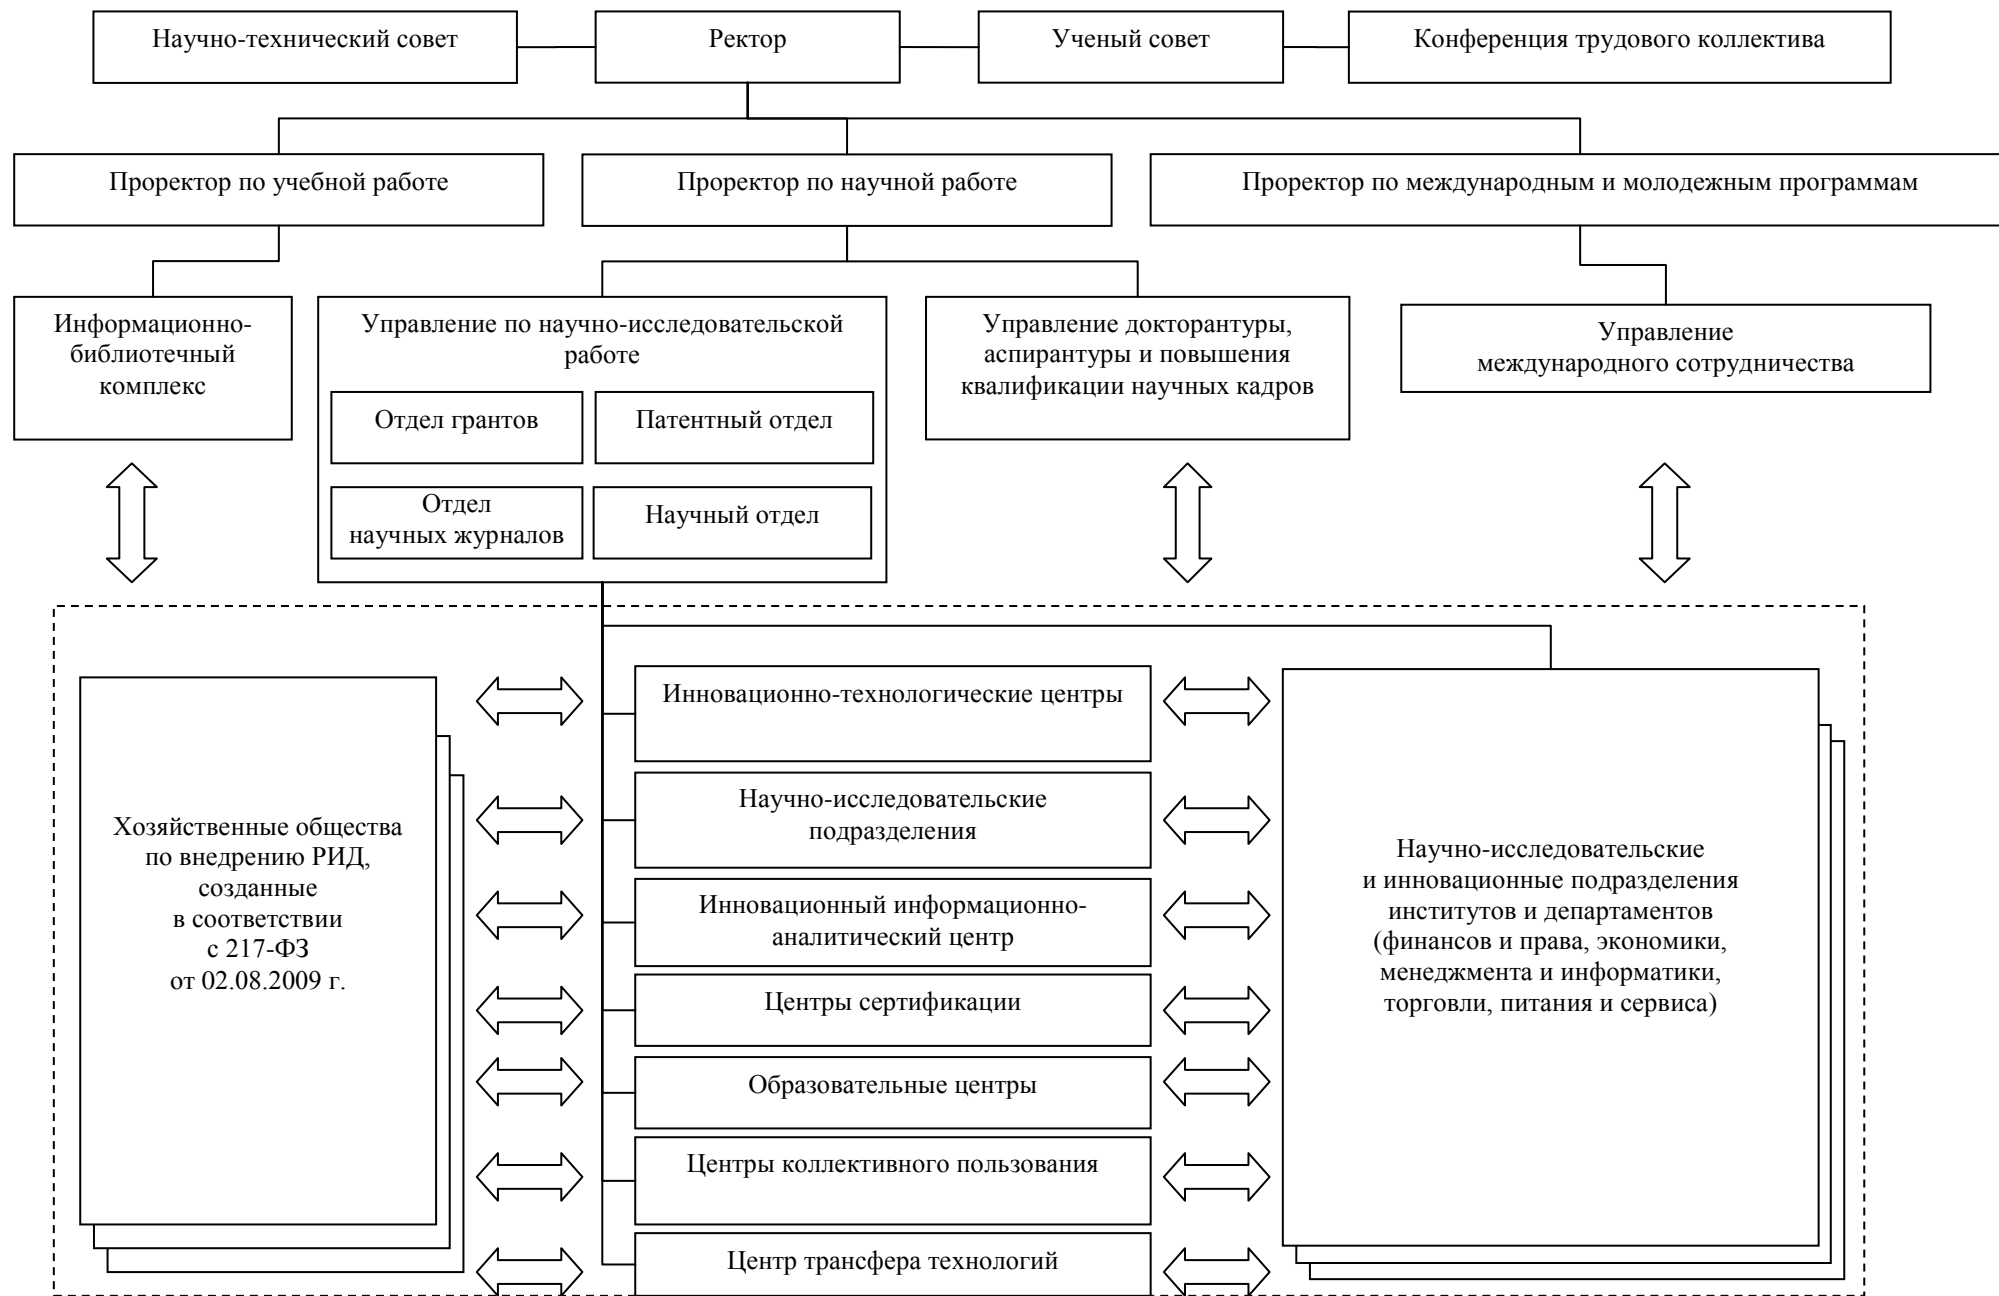 Научно-технический совет
Ректор
Ученый совет
Конференция трудового коллектива
Проректор по учебной работе
Проректор по научной работе
Проректор по международным и молодежным программам
Информационно-
библиотечный
комплекс
Управление по научно-исследовательской
работе
Отдел грантов
Патентный отдел
Отдел
научных журналов
Научный отдел
Управление докторантуры,
аспирантуры и повышения
квалификации научных кадров
Управление
международного сотрудничества
Хозяйственные общества
по внедрению РИД,
созданные
в соответствии
с 217-ФЗ
от 02.08.2009 г.
Инновационно-технологические центры
Научно-исследовательские
подразделения
Инновационный информационно-
аналитический центр
Центры сертификации
Образовательные центры
Центры коллективного пользования
Центр трансфера технологий
Научно-исследовательские
и инновационные подразделения
институтов и департаментов
(финансов и права, экономики,
менеджмента и информатики,
торговли, питания и сервиса)